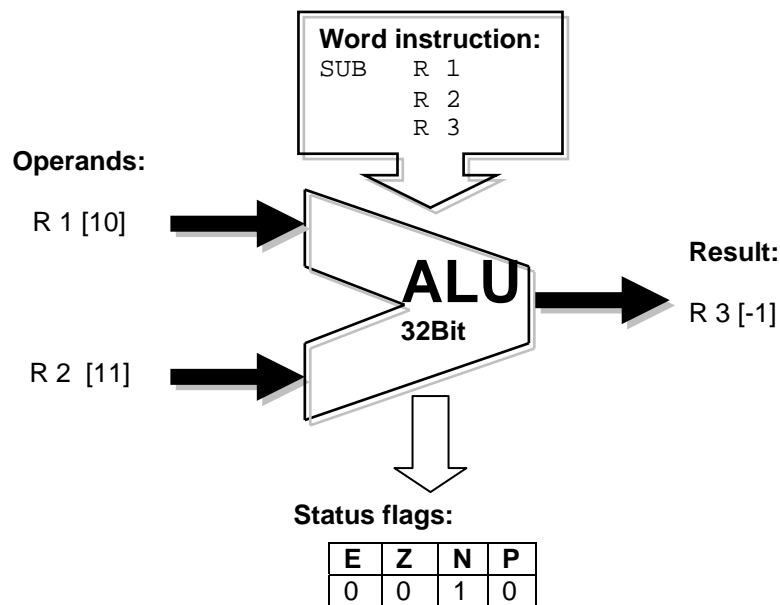 Word instruction:
SUB R 1
R 2
R 3
Operands:
R 1 [10]
R 2 [11]
ALU
32Bit
Result:
R 3 [-1]
Status flags:
E Z N P
0 0 1 0